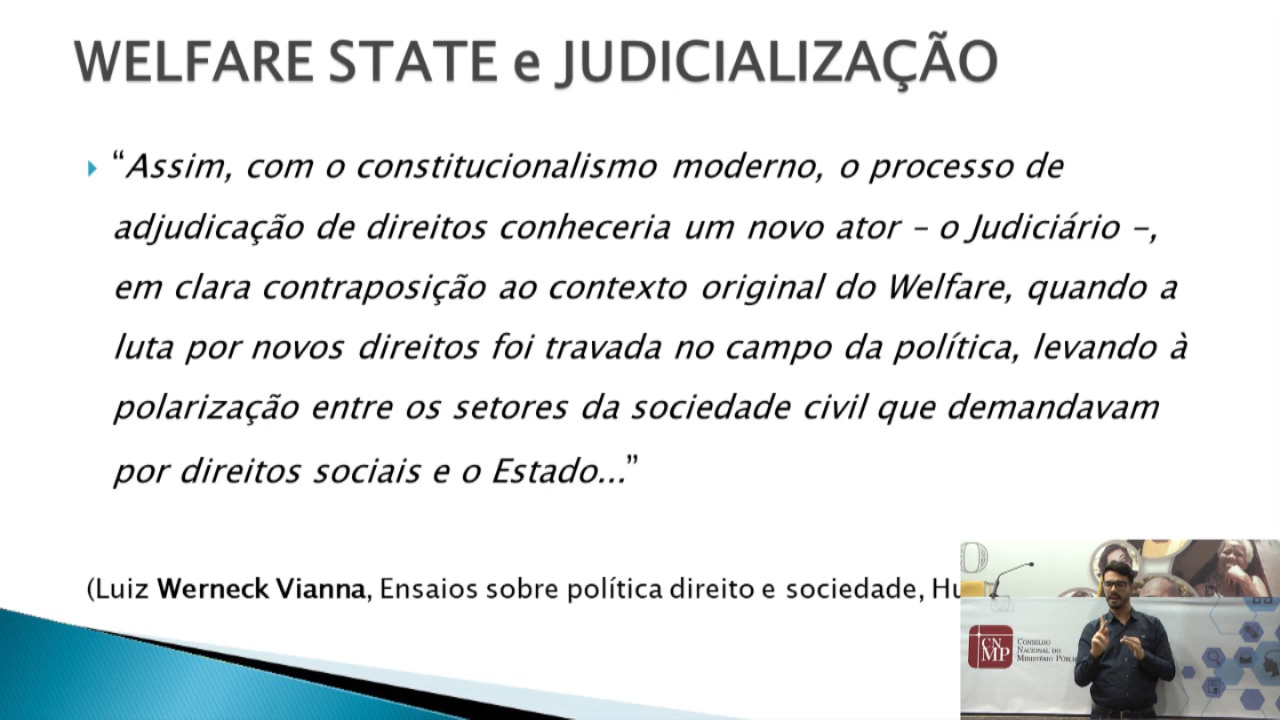 WELFARE STATE e JUDICIALIZAÇÃO
“Assim, com o constitucionalismo moderno, o processo de
adjudicação de direitos conheceria um novo ator – o Judiciário –,
em clara contraposição ao contexto original do Welfare, quando a
luta por novos direitos foi travada no campo da política, levando à
polarização entre os setores da sociedade civil que demandavam
por direitos sociais e o Estado...”
(Luiz Werneck Vianna, Ensaios sobre política direito e sociedade,
CN
MP
CONSELHO
NACIONAL DO
MINISTÉRIO